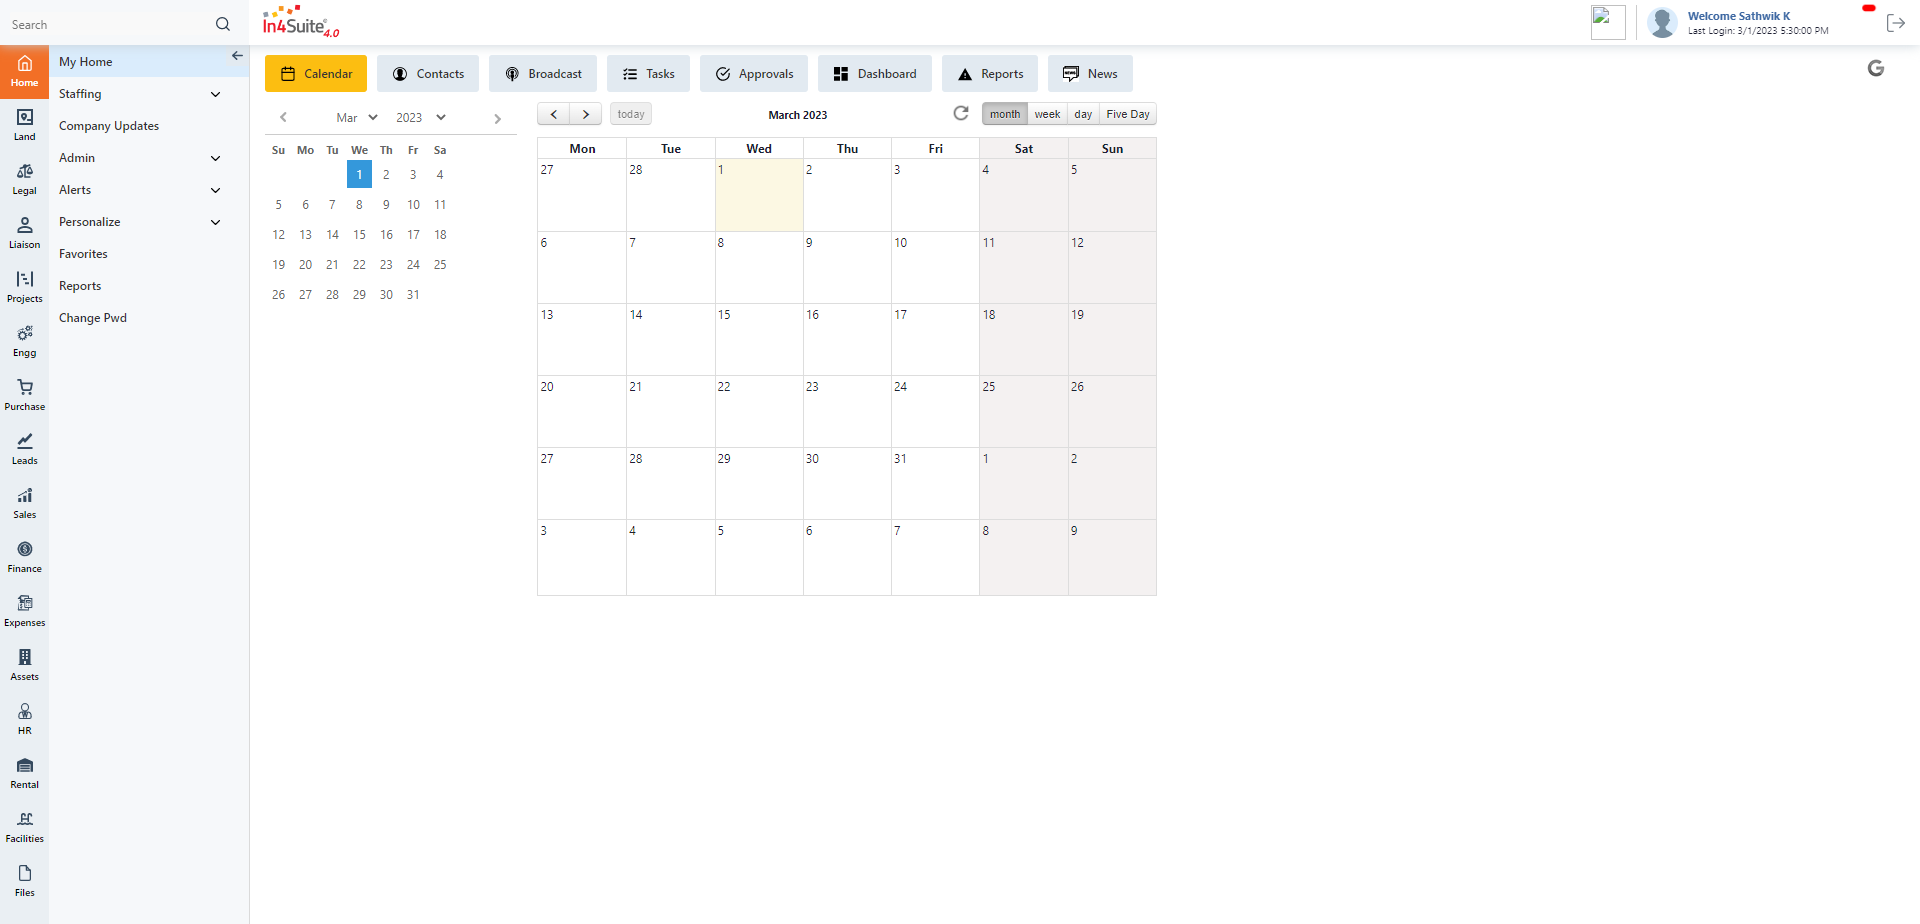 Search
In4Suite® 4.0
Welcome Sathwik K
Last Login: 3/1/2023 5:30:00 PM
Home
Land
Legal
Liaison
Projects
Engg
Purchase
Leads
Sales
Finance
Expenses
Assets
HR
Rental
Facilities
Files
My Home
Staffing
Company Updates
Admin
Alerts
Personalize
Favorites
Reports
Change Pwd
Calendar Contacts Broadcast Tasks Approvals Dashboard Reports NEWS News
G
Mar 2023
Su Mo Tu We Th Fr Sa
1 2 3 4
5 6 7 8 9 10 11
12 13 14 15 16 17 18
19 20 21 22 23 24 25
26 27 28 29 30 31
today March 2023 month week day Five Day
Mon Tue Wed Thu Fri Sat Sun
27 28 1 2 3 4 5
6 7 8 9 10 11 12
13 14 15 16 17 18 19
20 21 22 23 24 25 26
27 28 29 30 31 1 2
3 4 5 6 7 8 9